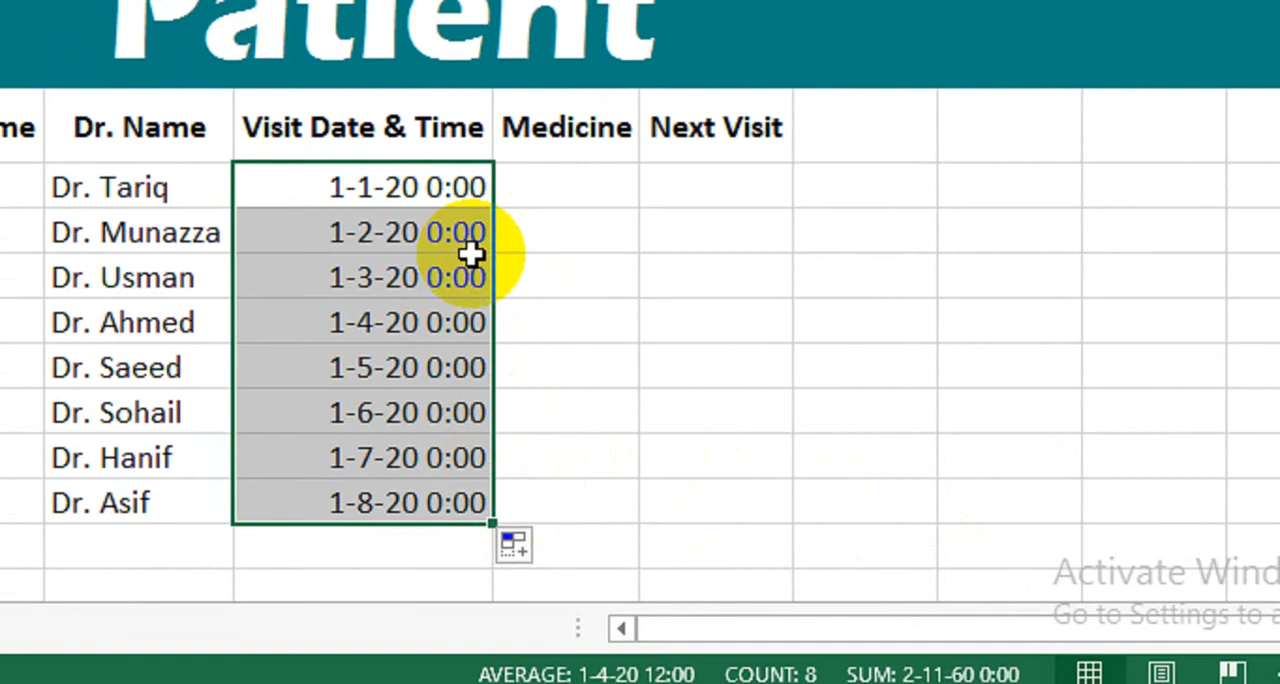 Patient
me Dr. Name Visit Date & Time Medicine Next Visit
Dr. Tariq 1-1-20 0:00
Dr. Munazza 1-2-20 0:00
Dr. Usman 1-3-20 0:00
Dr. Ahmed 1-4-20 0:00
Dr. Saeed 1-5-20 0:00
Dr. Sohail 1-6-20 0:00
Dr. Hanif 1-7-20 0:00
Dr. Asif 1-8-20 0:00
Activate Wind
Go to Settings to a
AVERAGE: 1-4-20 12:00 COUNT: 8 SUM: 2-11-60 0:00